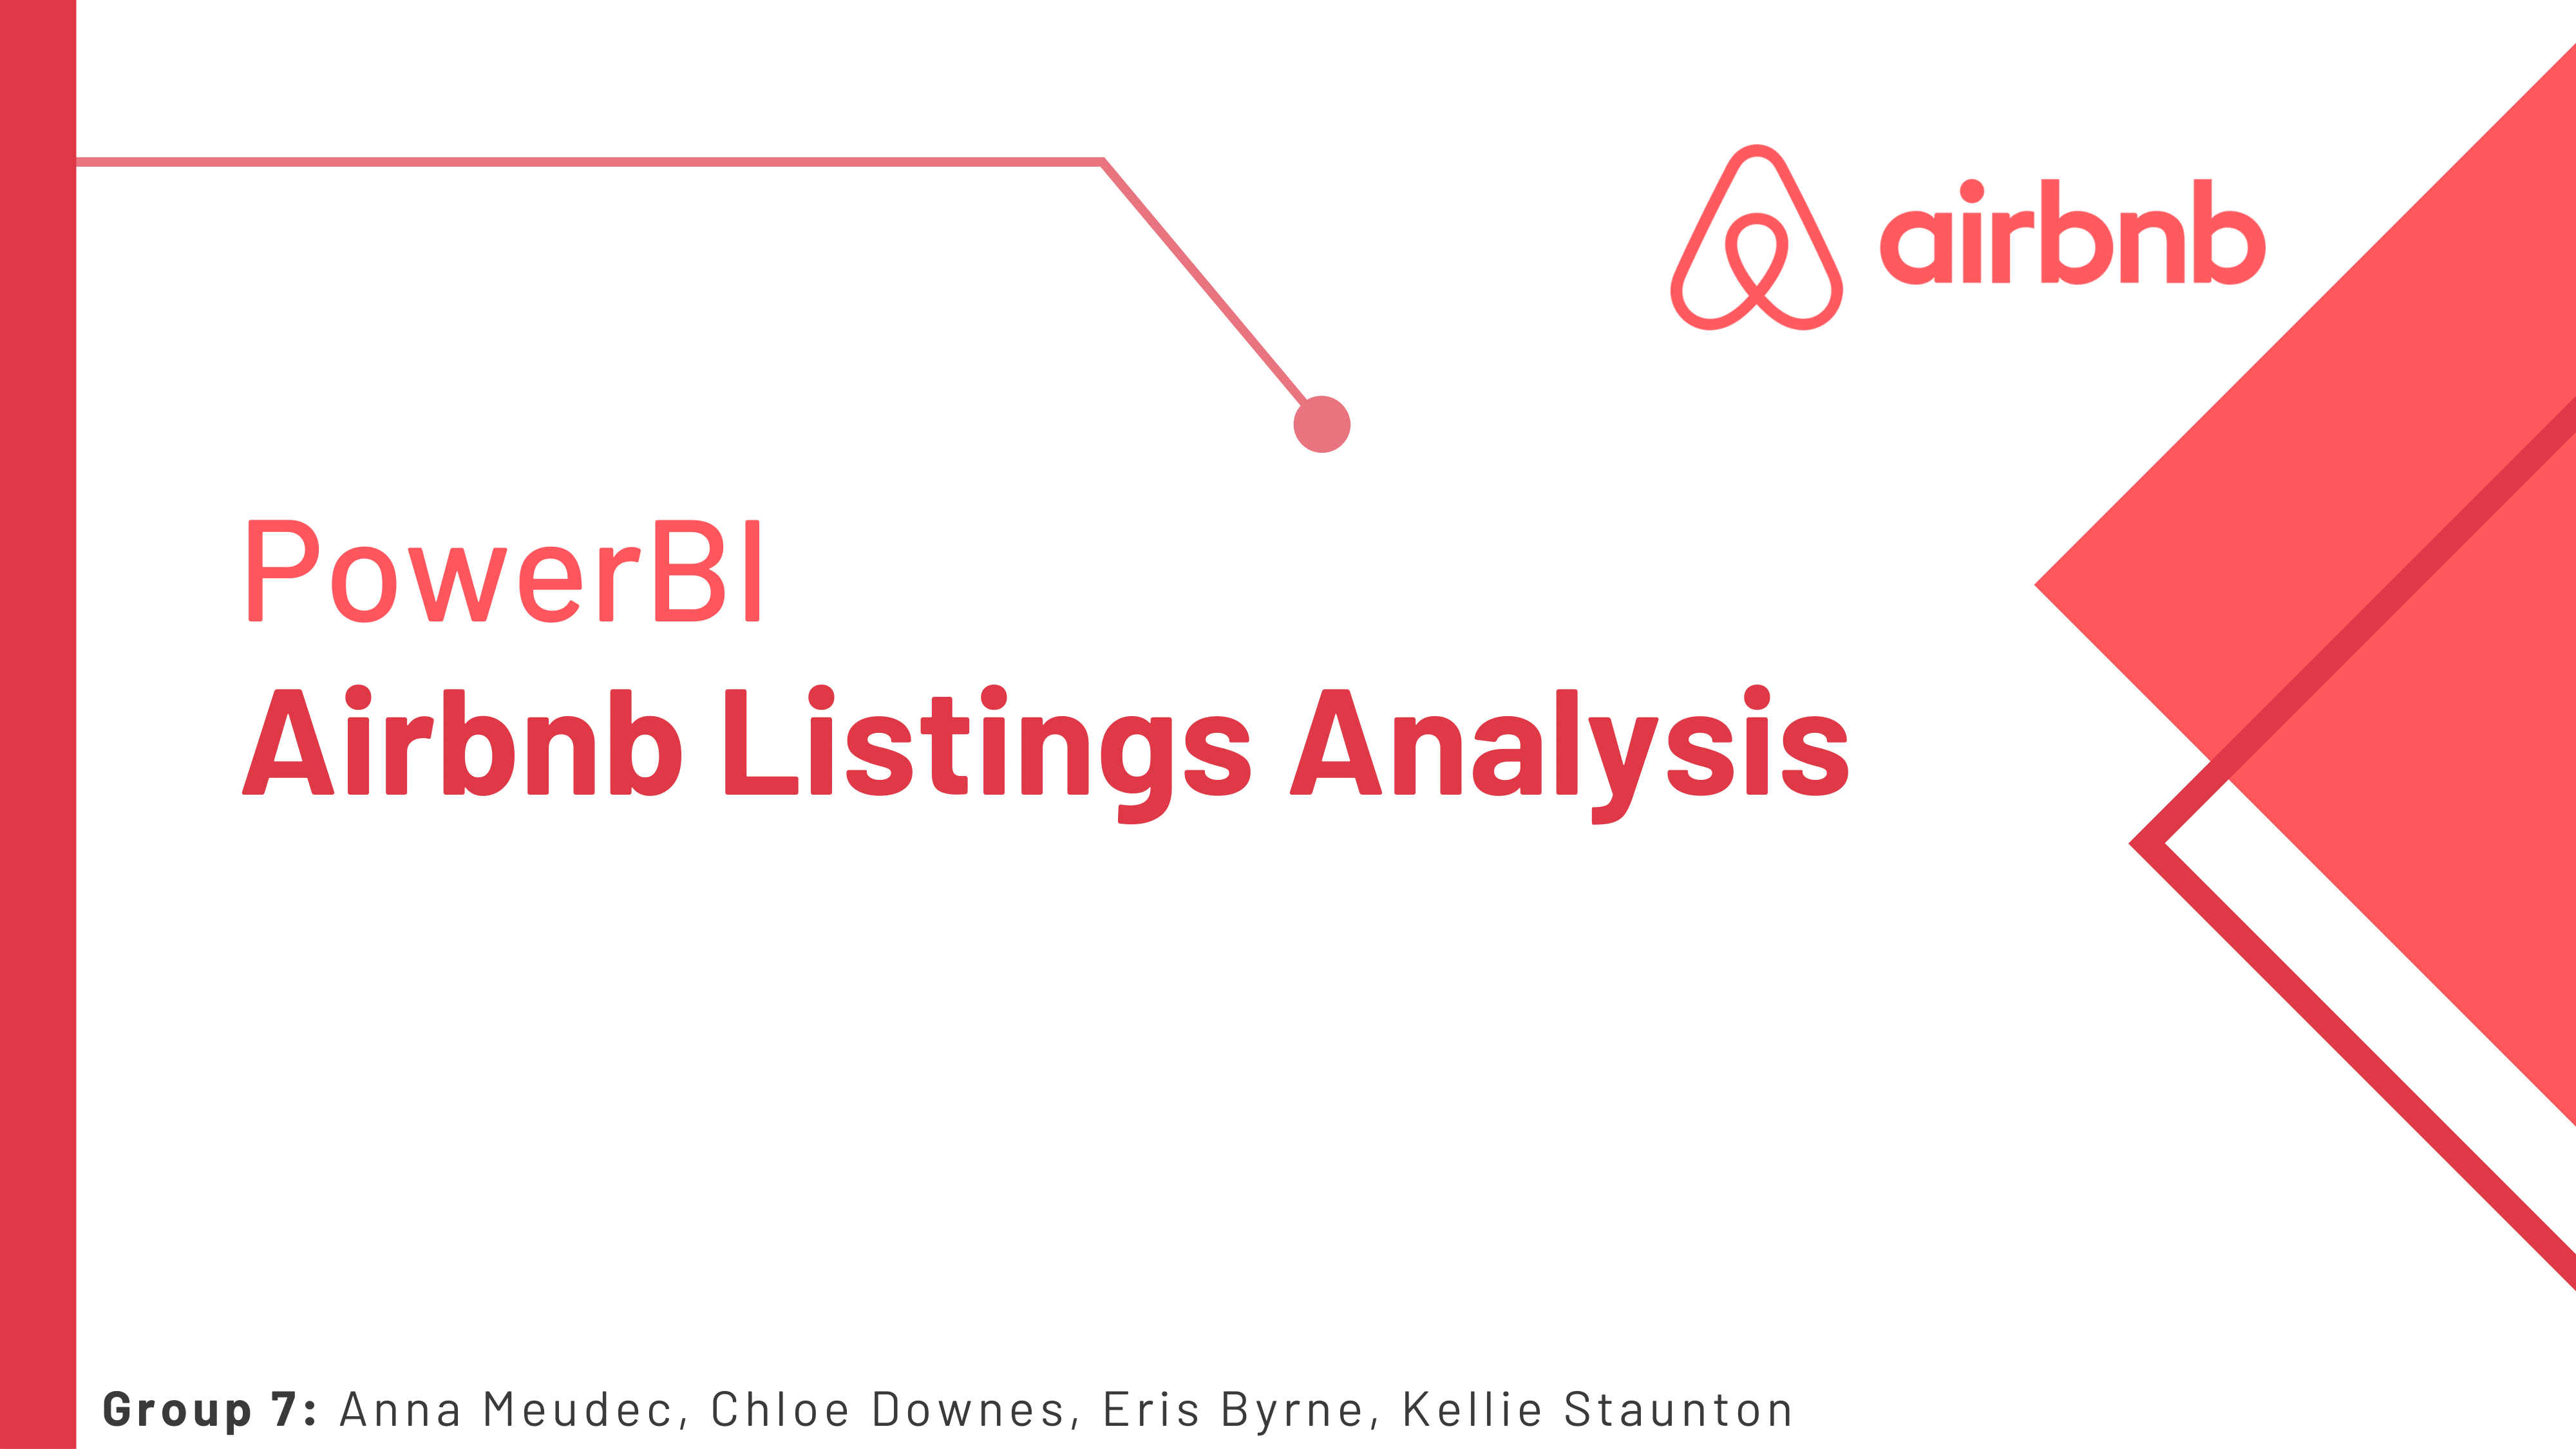 airbnb
PowerBI
Airbnb Listings Analysis
Group 7: Anna Meudec, Chloe Downes, Eris Byrne, Kellie Staunton